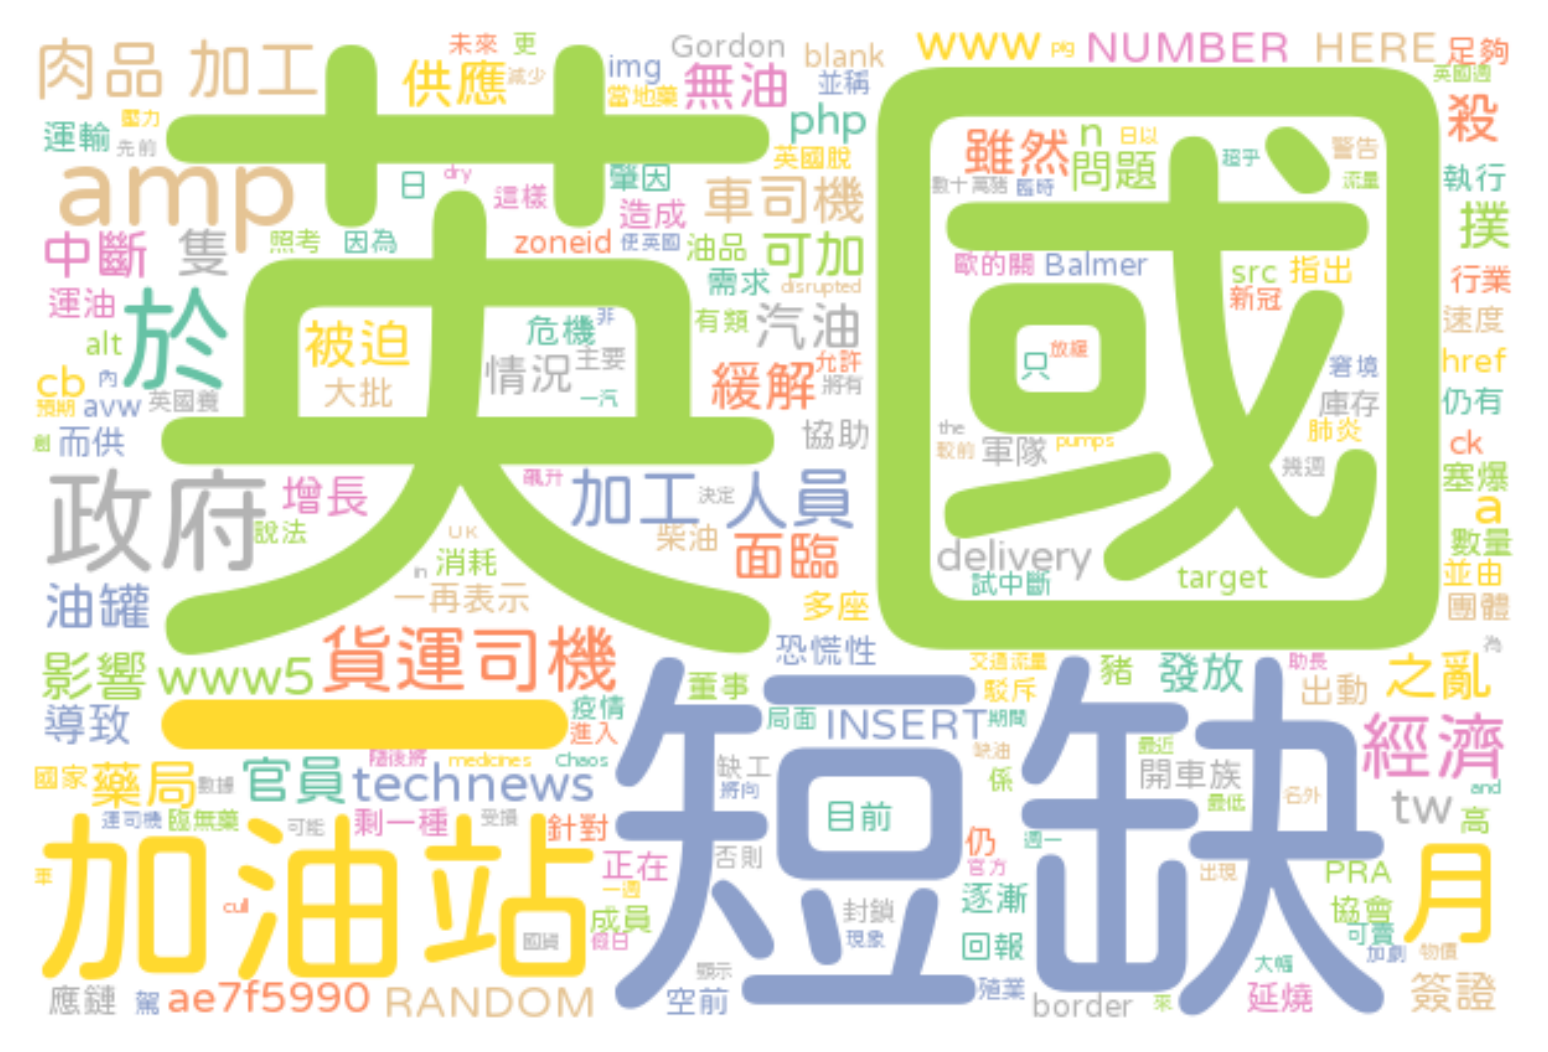 肉品 加工
未來 更
供應
減少
img
Gordon
blank
當地藥
無油
並稱
www
pig
NUMBER
HERE
足夠
英國週
運輸
壓力
先前
php
英國脫
殺
amp
日
dry
這樣
肇因
造成
車司機
雖然
n
日以
問題
數十 萬豬
臨時
超乎
警告
流量
執行
撲
中斷
隻
照考
因為
zoneid
使英國
油品
可加
需求
disrupted
歐的關
Balmer
src
指出
新冠
行業
英國
運油
於
alt
cb
內
預期
avw
英國養
創
而供
被迫
大批
危機
非
情況
主要
一汽
有類
汽油
緩解
允許
將有
協助
只
放緩
窘境
庫存
肺炎
幾週
the
較前
軍隊
pumps
速度
href
仍有
ck
塞爆
a
數量
並由
團體
為
政府
增長
說法
飆升
加工
決定
人員
柴油
面臨
UK
in
消耗
一再表示
delivery
試中斷
target
油罐
多座
恐慌性
影響
www5
貨運司機
導致
一
疫情
進入
董事
局面
INSERT
期間
交通流量
駁斥
豬
發放
助長
出動
之亂
經濟
國家
藥局
數據
官員
隨後將
medicines
Chaos
technews
短缺
缺工
將向
缺油
係
最近
開車族
最低
名外
tw
and
高
運司機
臨無藥
可能
剩一種
受損
針對
目前
否則
仍
官方
週一
出現
軍
加油站
cull
國貨
正在
一週
成員
假日
封鎖
現象
逐漸
回報
PRA
協會
可賣
月
加劇
物價
應鏈
駕
ae7f5990
RANDOM
顯示
空前
殖業
border
來
大幅
延燒
簽證